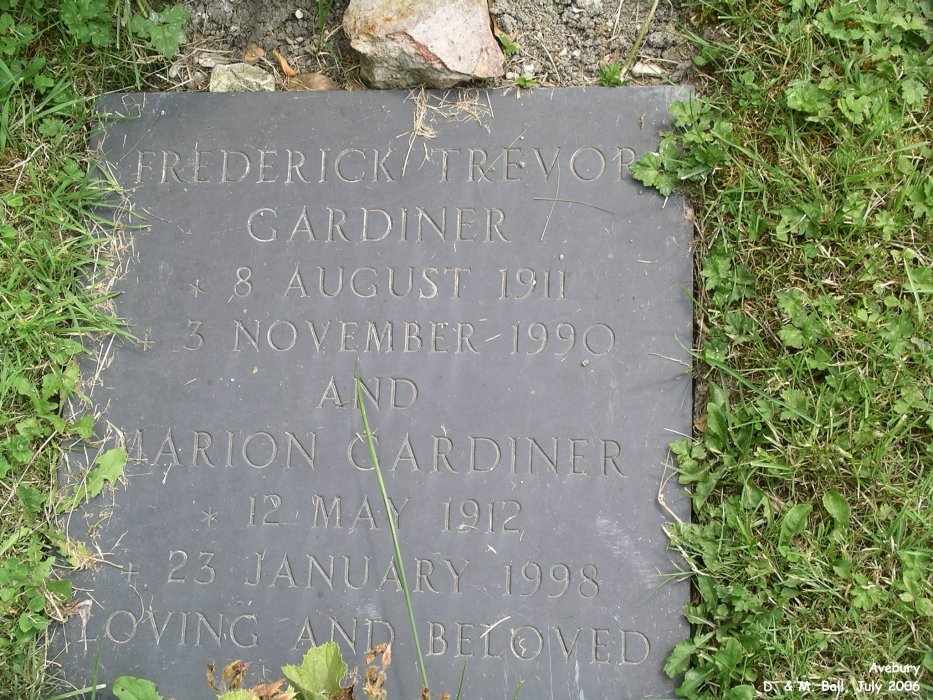 FREDERICK TREVOR
GARDINER
* 8 AUGUST 1911
+ 3 NOVEMBER 1990
AND
MARION GARDINER
* 12 MAY 1912
+ 23 JANUARY 1998
LOVING AND BELOVED
Avebury
D. & M. Ball, July 2006